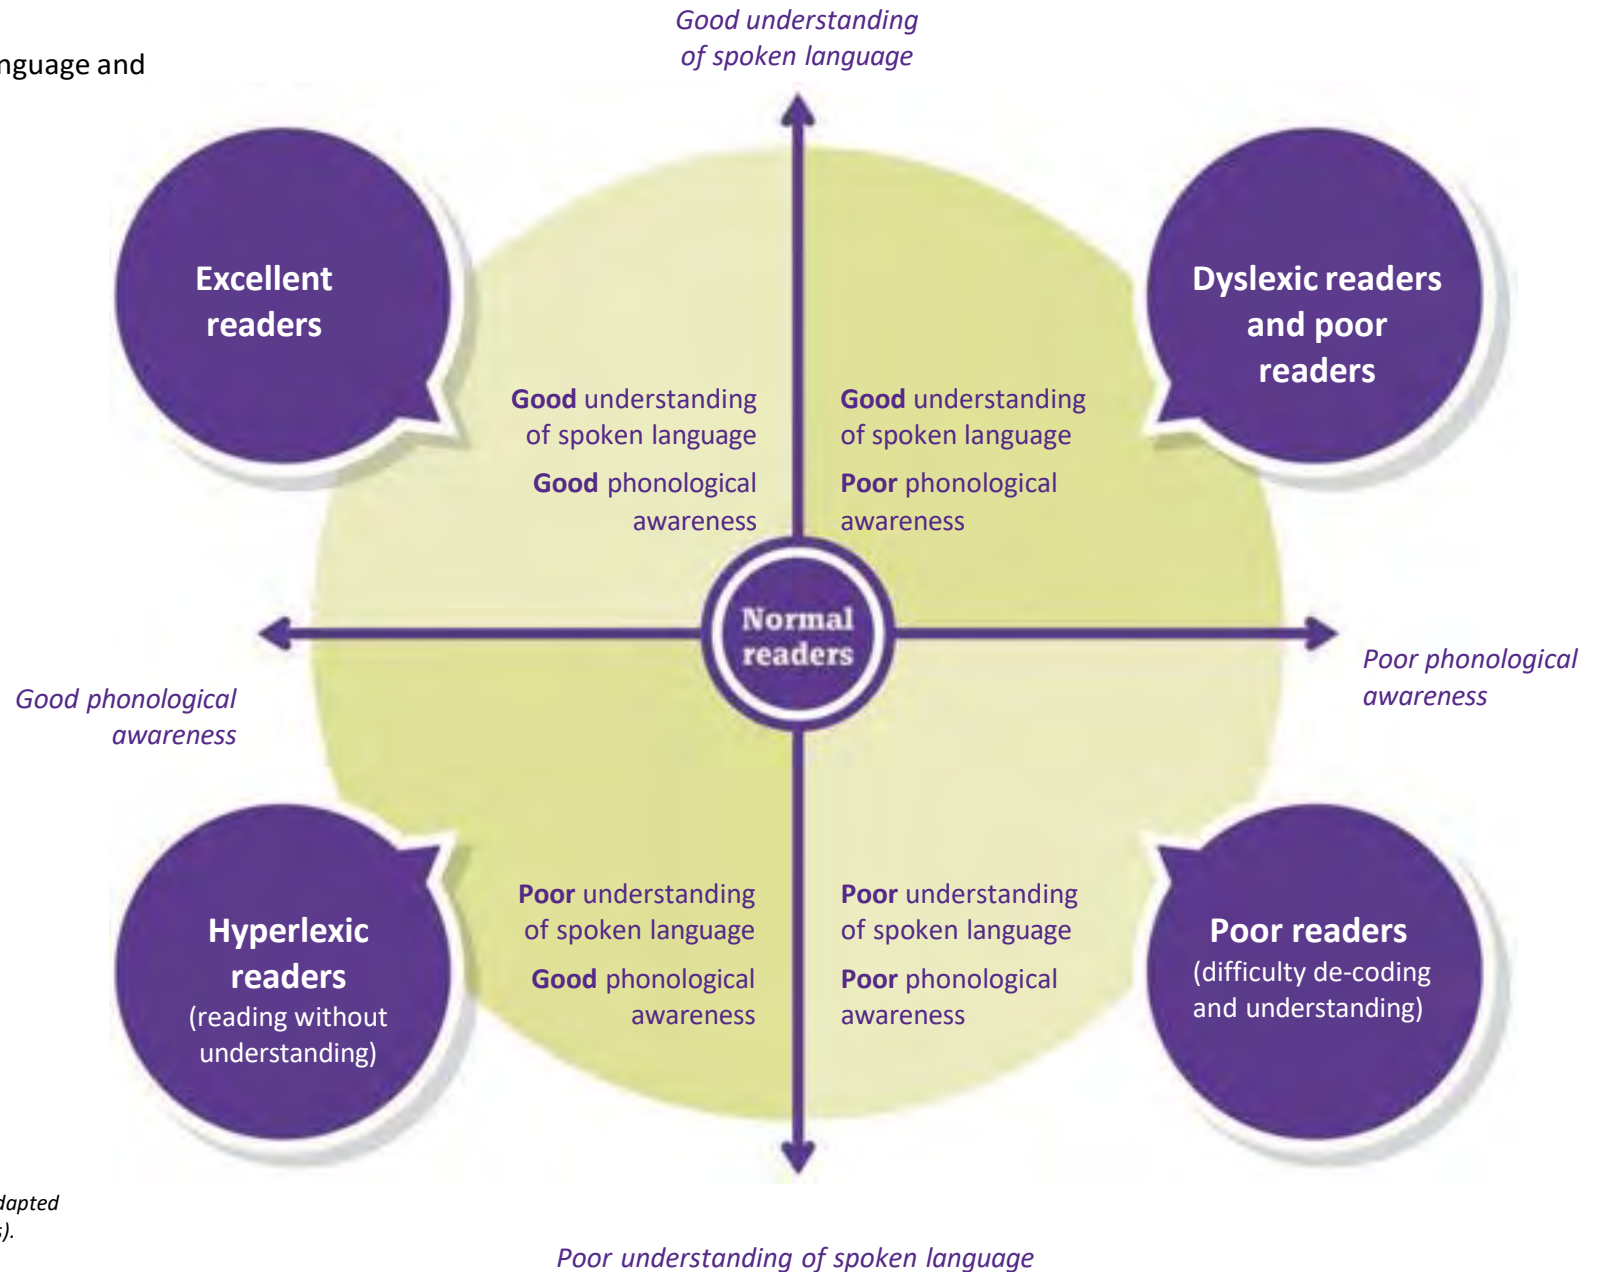 Good understanding
of spoken language
nguage and
Excellent
readers
Dyslexic readers
and poor
readers
Good understanding
of spoken language
Good phonological
awareness
Good understanding
of spoken language
Poor phonological
awareness
Normal
readers
Good phonological
awareness
Poor phonological
awareness
Hyperlexic
readers
(reading without
understanding)
Poor understanding
of spoken language
Good phonological
awareness
Poor understanding
of spoken language
Poor phonological
awareness
Poor readers
(difficulty de-coding
and understanding)
dapted
s).
Poor understanding of spoken language